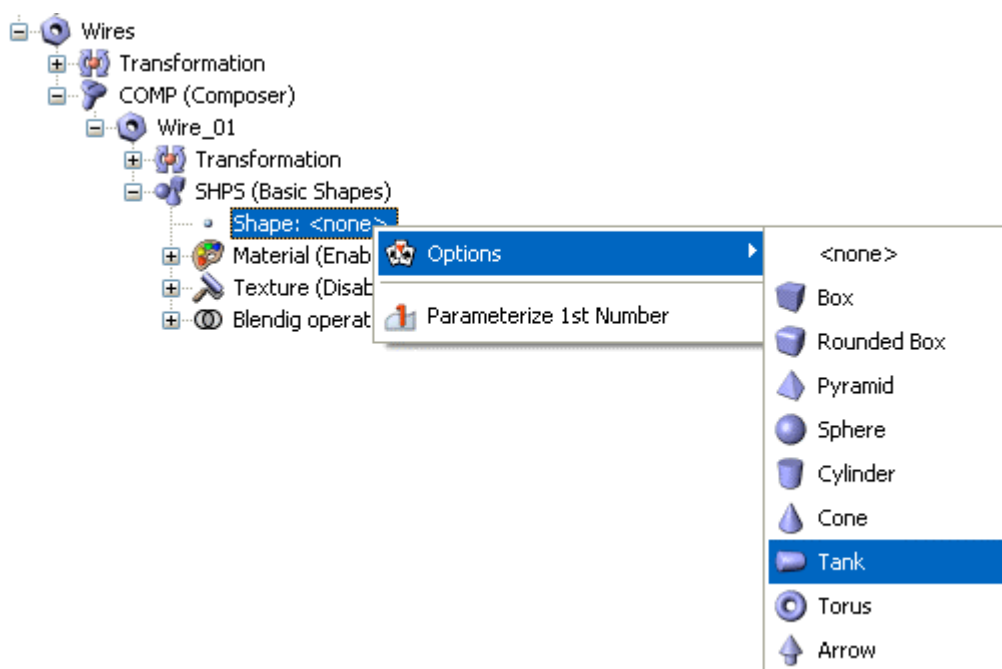 Wires
Transformation
COMP (Composer)
Wire_01
Transformation
SHPS (Basic Shapes)
Shape: <none>
Material (Enab
Texture (Disab
Blendig operat
Options
Parameterize 1st Number
<none>
Box
Rounded Box
Pyramid
Sphere
Cylinder
Cone
Tank
Torus
Arrow